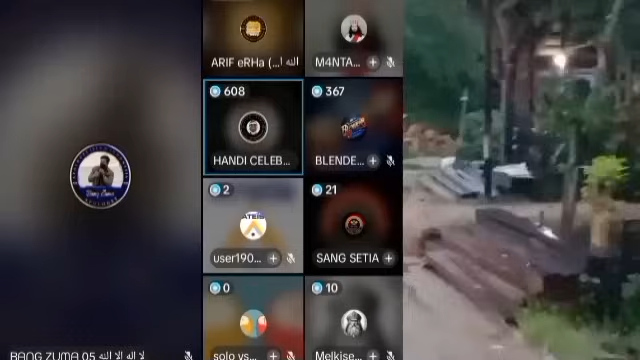 ARIF eRHa (... الله ا
M4NTA...
608
HANDI CELEB...
367
BLENDE...
2
user190...
21
SANG SETIA
0
solo vs...
10
Melkise...
BANG ZUMA 05 لا اله الا الله